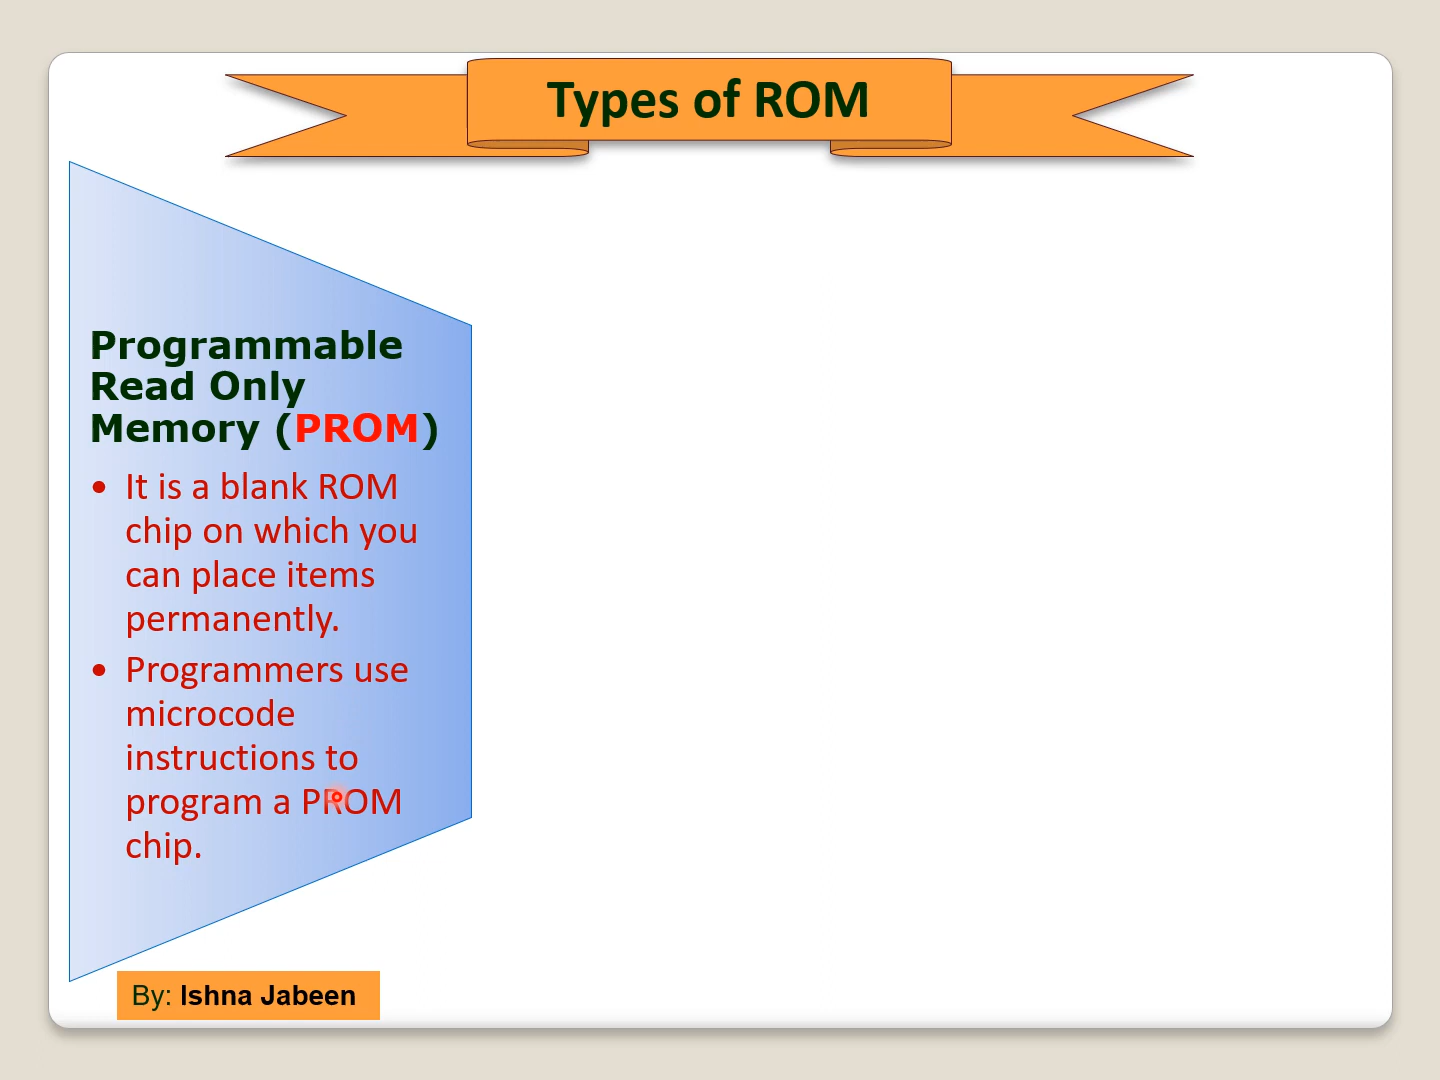 Types of ROM
Programmable
Read Only
Memory (PROM)
• It is a blank ROM
chip on which you
can place items
permanently.
• Programmers use
microcode
instructions to
program a PROM
chip.
By: Ishna Jabeen